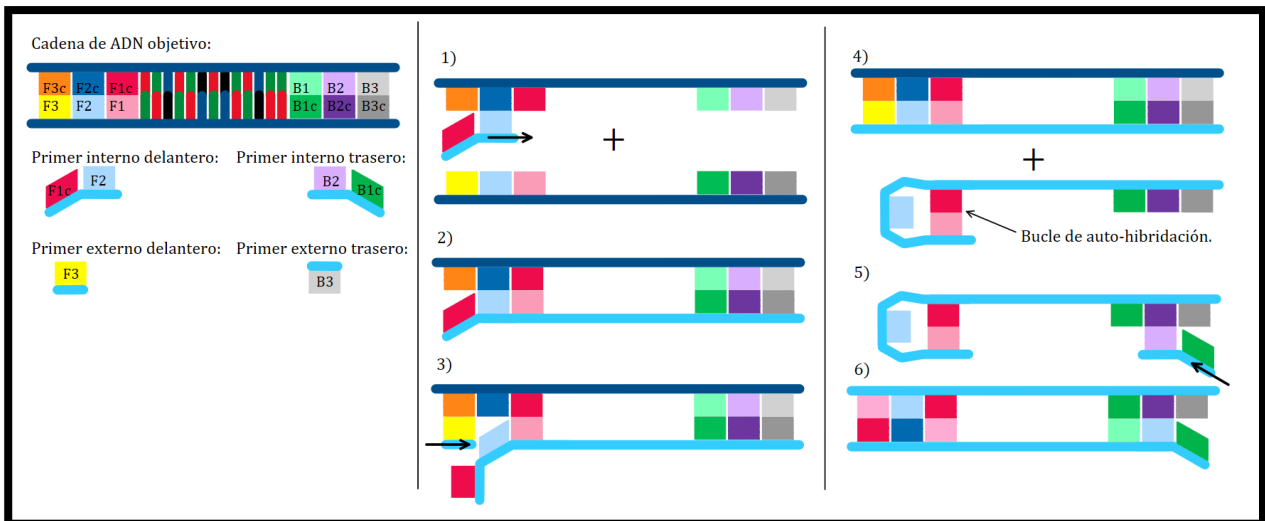 Cadena de ADN objetivo:
F3c F2c F1c B1 B2 B3
F3 F2 F1 B1c B2c B3c
Primer interno delantero:
F1c F2
Primer interno trasero:
B2 B1c
Primer externo delantero:
F3
Primer externo trasero:
B3
1)
+
2)
3)
4)
+
Bucle de auto-hibridación.
5)
6)